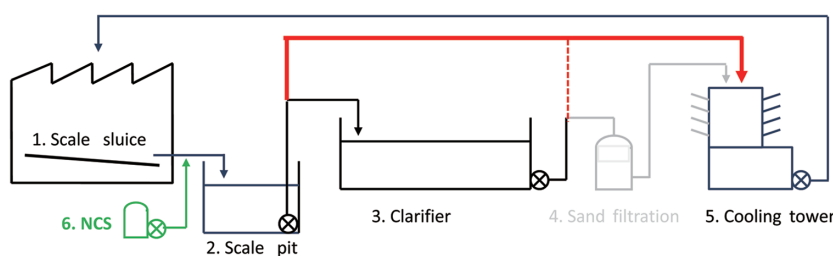 1. Scale sluice
6. NCS
2. Scale pit
3. Clarifier
4. Sand filtration
5. Cooling tower